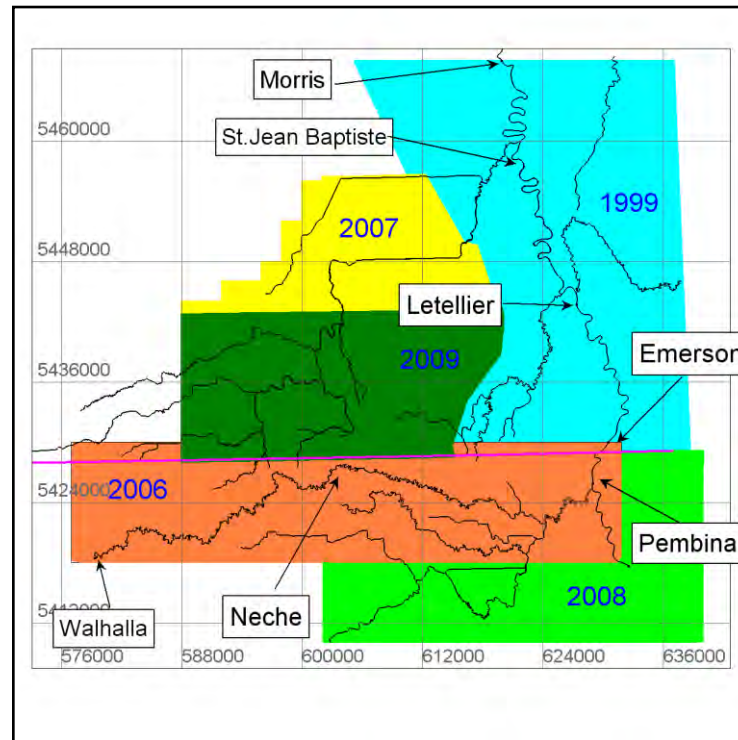 Morris
5460000
St.Jean Baptiste
1999
2007
5448000
Letellier
Emerson
2009
5436000
2006
5424000
Pembina
Neche
2008
Walhalla
5412000
576000
588000
600000
612000
624000
636000